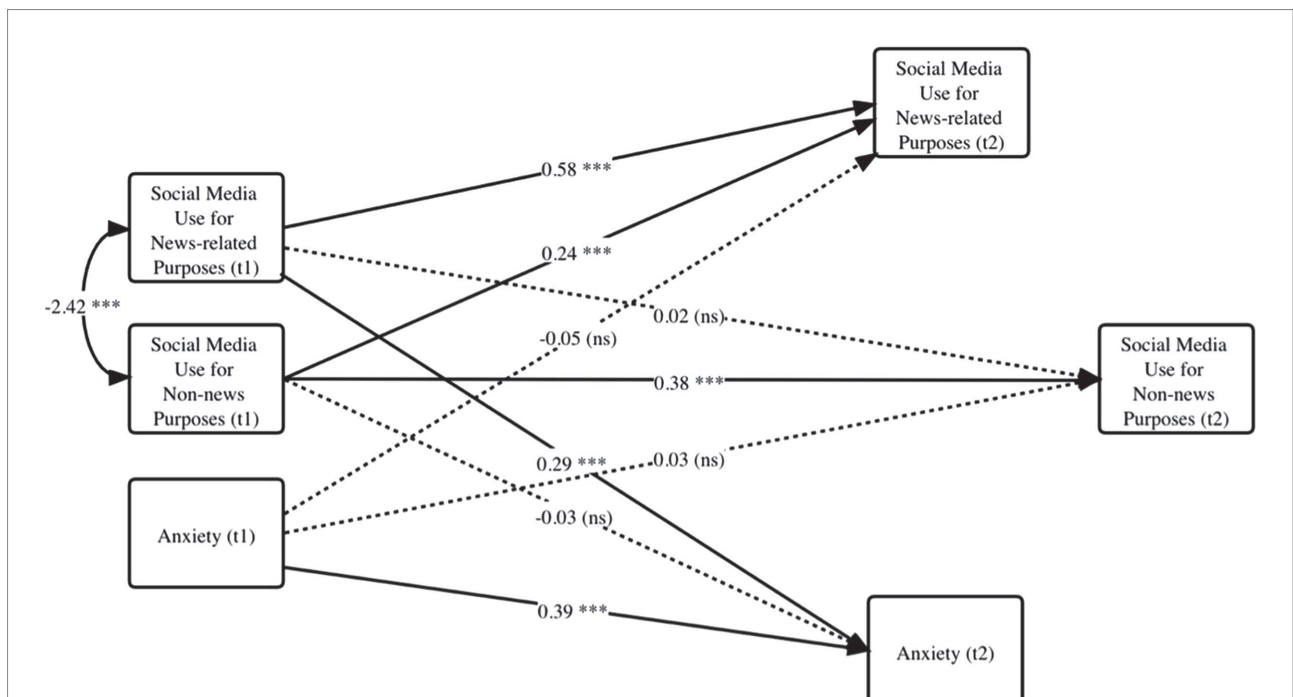 Social Media
Use for
News-related
Purposes (t2)
0.58 ***
Social Media
Use for
News-related
Purposes (t1)
0.24 ***
-2.42 ***
0.02 (ns)
-0.05 (ns)
Social Media
Use for
Non-news
Purposes (t1)
0.38 ***
Social Media
Use for
Non-news
Purposes (t2)
0.29 ***
0.03 (ns)
-0.03 (ns)
Anxiety (t1)
0.39 ***
Anxiety (t2)